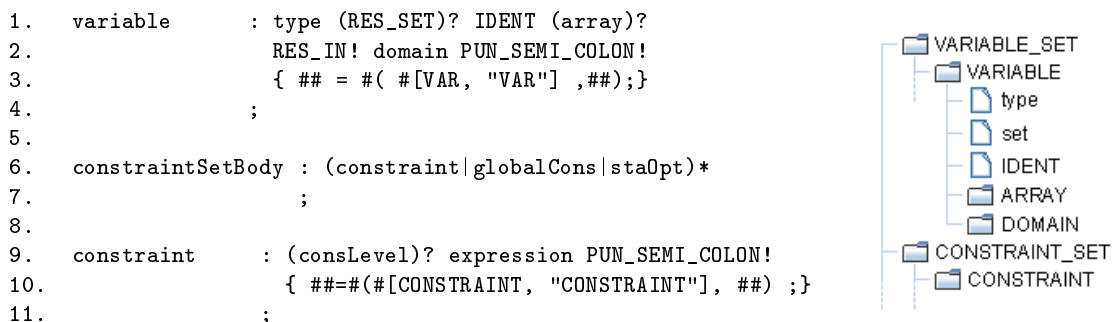 1. variable : type (RES_SET)? IDENT (array)?
2. RES_IN! domain PUN_SEMI_COLON!
3. { ## = #( #[VAR, "VAR"] ,##);}
4. ;
5.
6. constraintSetBody : (constraint|globalCons|staOpt)*
7. ;
8.
9. constraint : (consLevel)? expression PUN_SEMI_COLON!
10. { ##=#(#[CONSTRAINT, "CONSTRAINT"], ##) ;}
11. ;
VARIABLE_SET
VARIABLE
type
set
IDENT
ARRAY
DOMAIN
CONSTRAINT_SET
CONSTRAINT